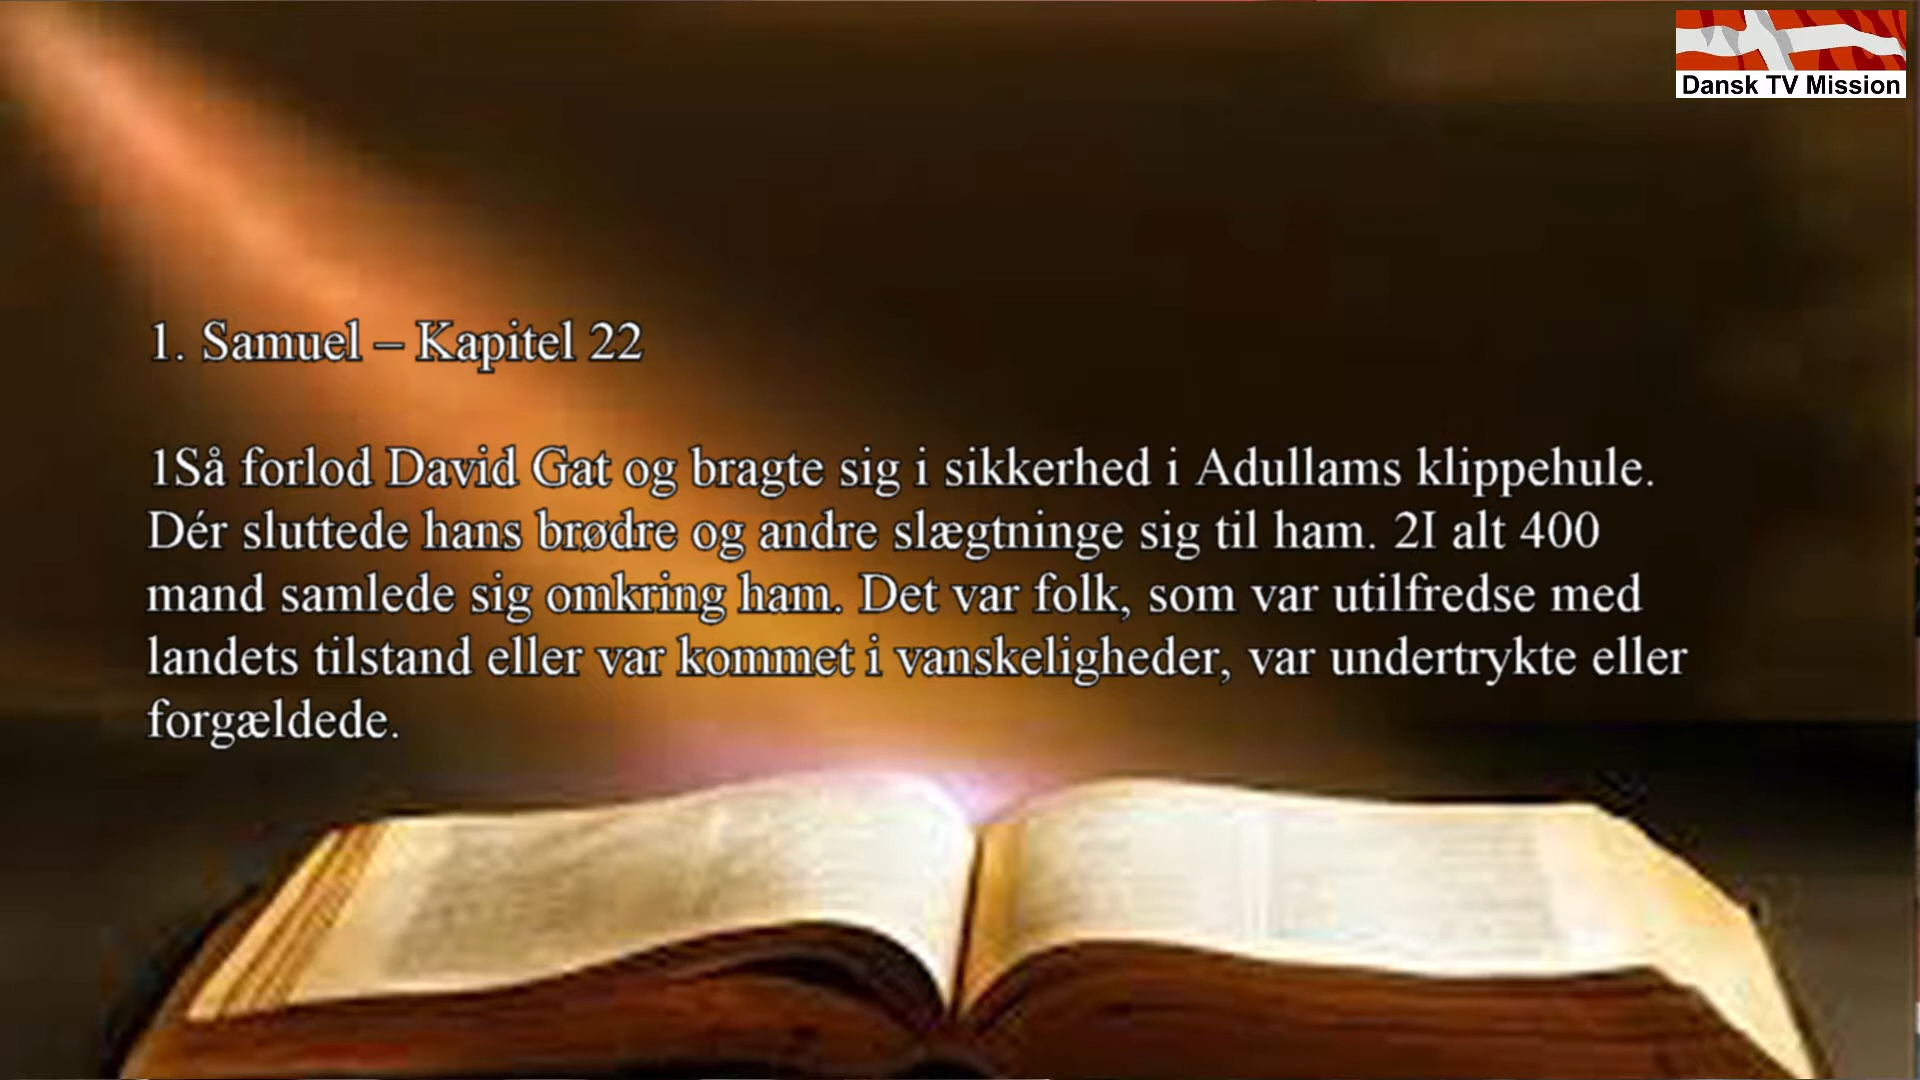 Dansk TV Mission
1. Samuel – Kapitel 22
1Så forlod David Gat og bragte sig i sikkerhed i Adullams klippehule.
Dér sluttede hans brødre og andre slægtninge sig til ham. 2I alt 400
mand samlede sig omkring ham. Det var folk, som var utilfredse med
landets tilstand eller var kommet i vanskeligheder, var undertrykte eller
forgældede.